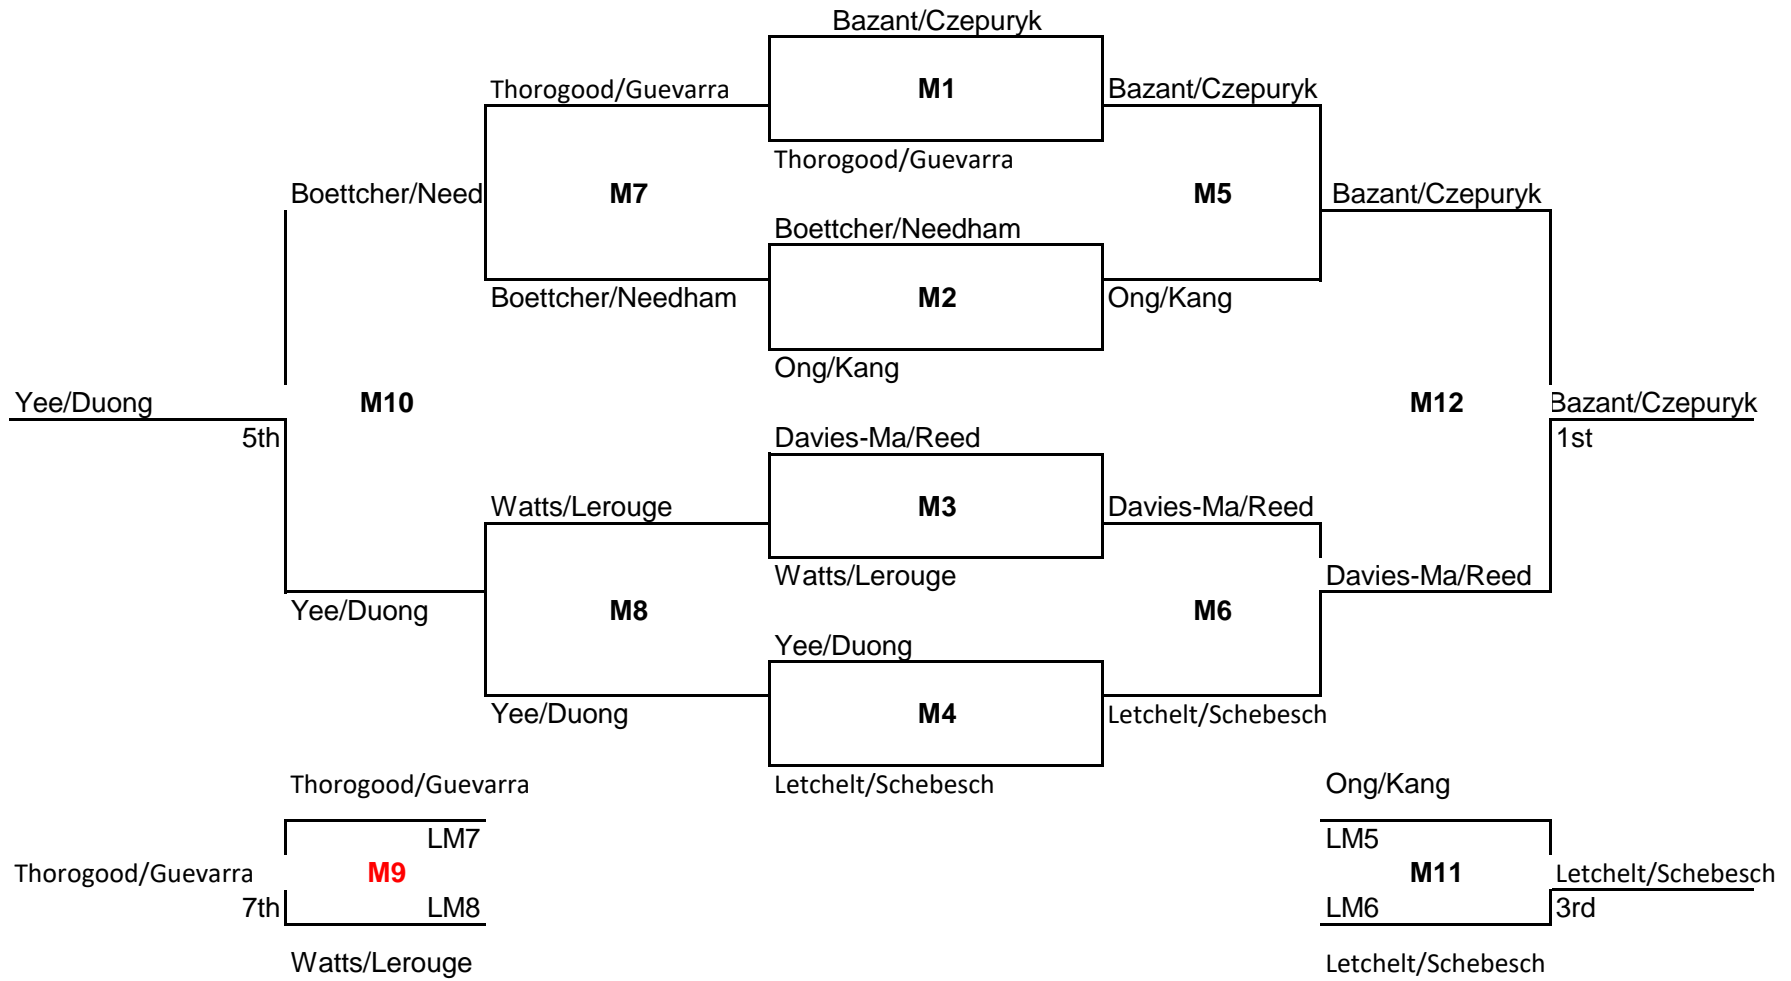 Bazant/Czepuryk
Thorogood/Guevarra M1 Bazant/Czepuryk
Thorogood/Guevarra
Boettcher/Need M7 M5 Bazant/Czepuryk
Boettcher/Needham
Boettcher/Needham M2 Ong/Kang
Ong/Kang
Yee/Duong M10 M12 Bazant/Czepuryk
5th Davies-Ma/Reed 1st
Watts/Lerouge M3 Davies-Ma/Reed
Watts/Lerouge Davies-Ma/Reed
Yee/Duong M8 M6
Yee/Duong
Yee/Duong M4 Letchelt/Schebesch
Thorogood/Guevarra Letchelt/Schebesch Ong/Kang
LM7 LM5
Thorogood/Guevarra M9 M11 Letchelt/Schebesch
7th LM8 LM6 3rd
Watts/Lerouge Letchelt/Schebesch